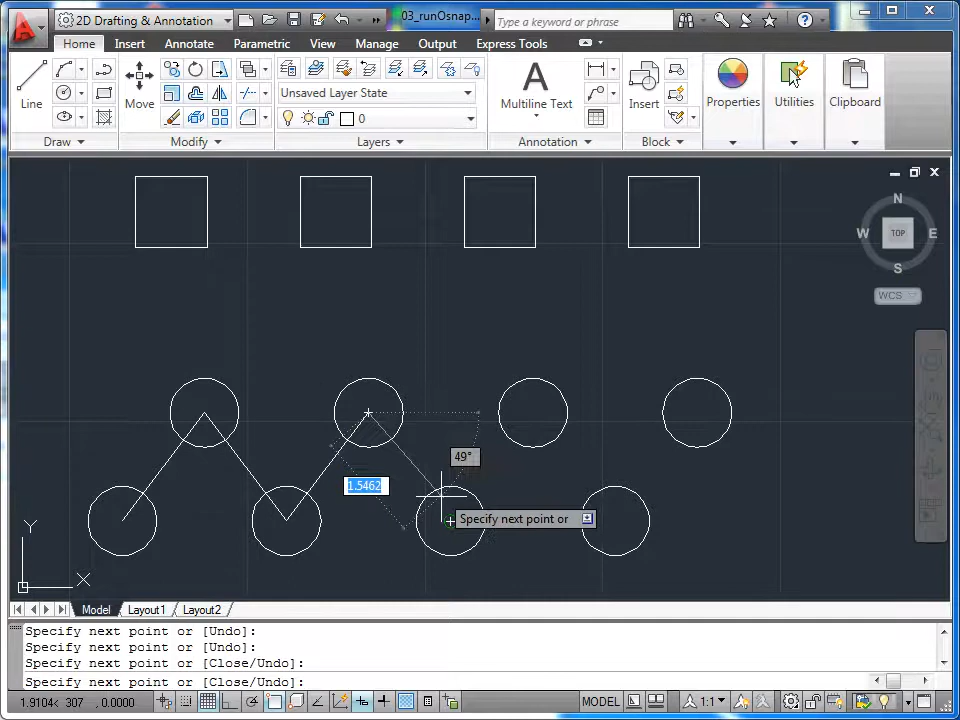 2D Drafting & Annotation
03_runOsnap...
Type a keyword or phrase
Home
Insert
Annotate
Parametric
View
Manage
Output
Express Tools
Line
Move
Unsaved Layer State
0
Multiline Text
Insert
Properties
Utilities
Clipboard
Draw
Modify
Layers
Annotation
Block
N
W
TOP
E
S
WCS
49°
1.5462
Specify next point or
Y
X
Model
Layout1
Layout2
Specify next point or [Undo]:
Specify next point or [Undo]:
Specify next point or [Close/Undo]:
Specify next point or [Close/Undo]:
1.9104< 307 ,0.0000
MODEL
1:1